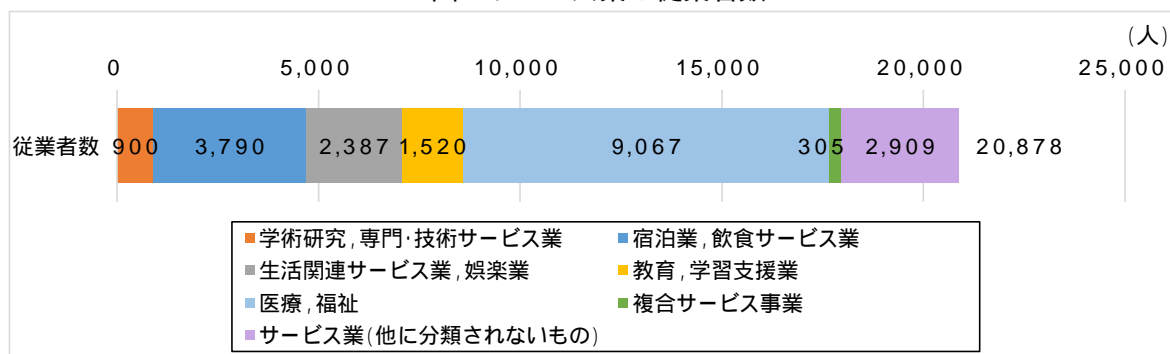 (人)
0 5,000 10,000 15,000 20,000 25,000
従業者数 900 3,790 2,387 1,520 9,067 305 2,909 20,878
学術研究,専門・技術サービス業 宿泊業,飲食サービス業
生活関連サービス業,娯楽業 教育,学習支援業
医療,福祉 複合サービス事業
サービス業(他に分類されないもの)